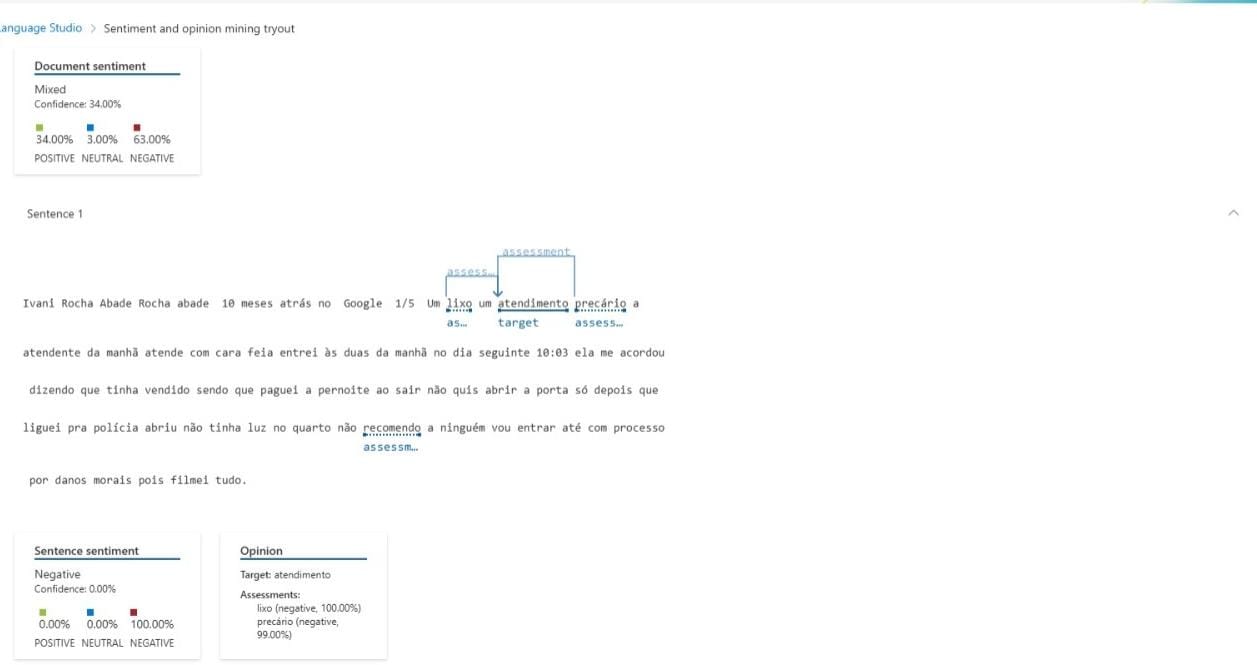 Language Studio > Sentiment and opinion mining tryout
Document sentiment
Mixed
Confidence: 34.00%
34.00% 3.00% 63.00%
POSITIVE NEUTRAL NEGATIVE
Sentence 1
assessment
assess...
Ivani Rocha Abade Rocha abade 10 meses atrás no Google 1/5 Um lixo um atendimento precário a
as... target assess...
atendente da manhã atende com cara feia entrei às duas da manhã no dia seguinte 10:03 ela me acordou
dizendo que tinha vendido sendo que paguei a pernoite ao sair não quis abrir a porta só depois que
liguei pra polícia abriu não tinha luz no quarto não recomendo a ninguém vou entrar até com processo
assessm...
por danos morais pois filmei tudo.
Sentence sentiment
Negative
Confidence: 0.00%
0.00% 0.00% 100.00%
POSITIVE NEUTRAL NEGATIVE
Opinion
Target: atendimento
Assessments:
lixo (negative, 100.00%)
precário (negative,
99.00%)